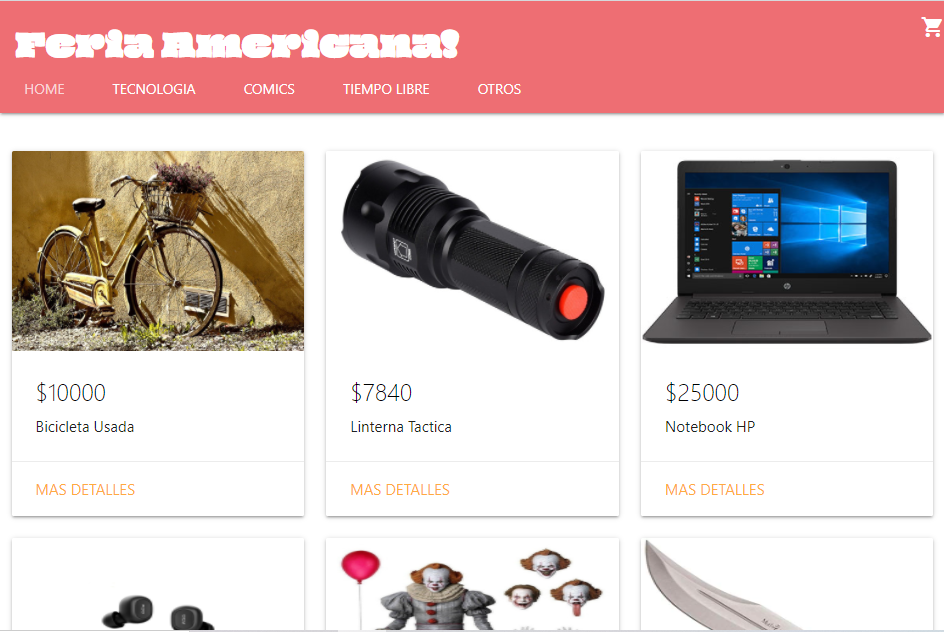 Feria Americana!
HOME TECNOLOGIA COMICS TIEMPO LIBRE OTROS
$10000 $7840 $25000
Bicicleta Usada Linterna Tactica Notebook HP
MAS DETALLES MAS DETALLES MAS DETALLES